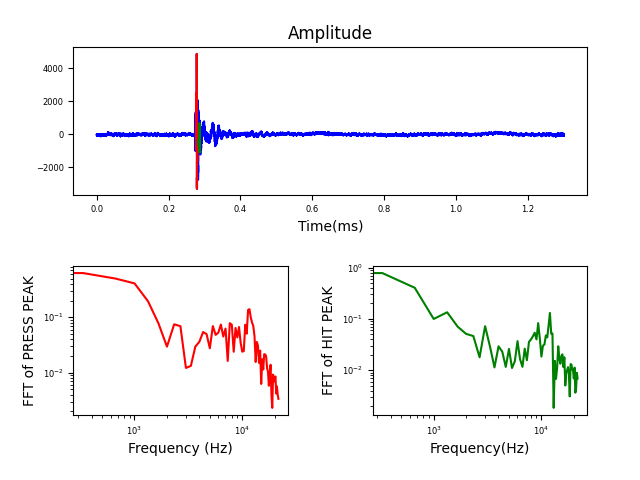 Amplitude
4000
2000
0
−2000
0.0 0.2 0.4 0.6 0.8 1.0 1.2
Time(ms)
FFT of PRESS PEAK
10⁻¹
10⁻²
10³ 10⁴
Frequency (Hz)
FFT of HIT PEAK
10⁰
10⁻¹
10⁻²
10³ 10⁴
Frequency(Hz)